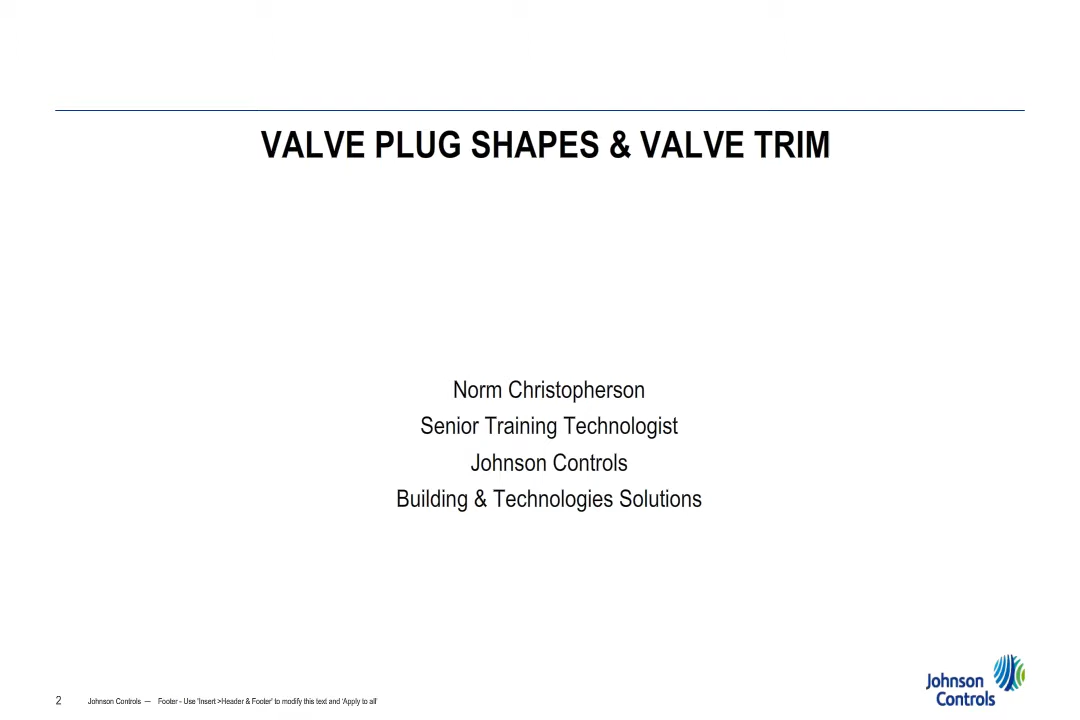 VALVE PLUG SHAPES & VALVE TRIM
Norm Christopherson
Senior Training Technologist
Johnson Controls
Building & Technologies Solutions
2 Johnson Controls — Footer - Use 'Insert >Header & Footer' to modify this text and 'Apply to all'
Johnson
Controls